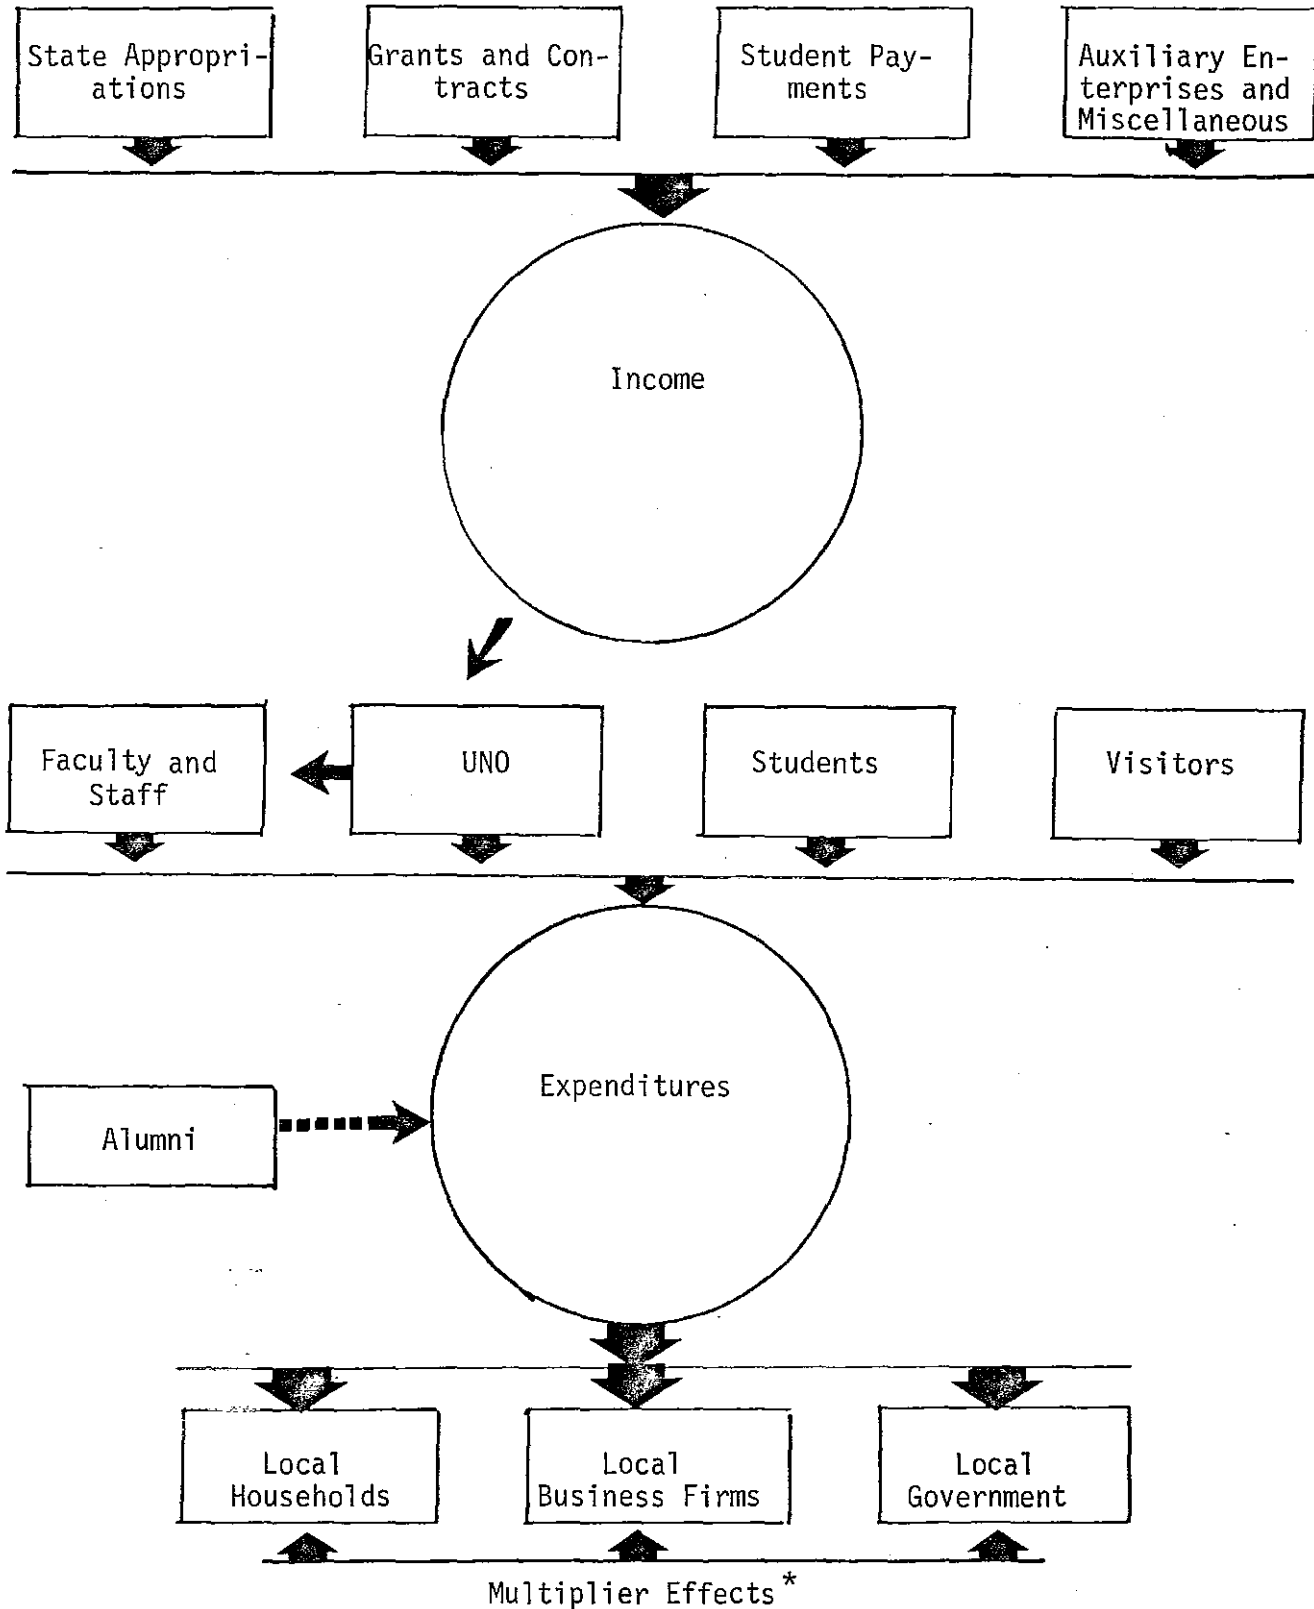 State Appropri-
ations
Grants and Con-
tracts
Student Pay-
ments
Auxiliary En-
terprises and
Miscellaneous
Income
Faculty and
Staff
UNO
Students
Visitors
Expenditures
Alumni
Local
Households
Local
Business Firms
Local
Government
Multiplier Effects*